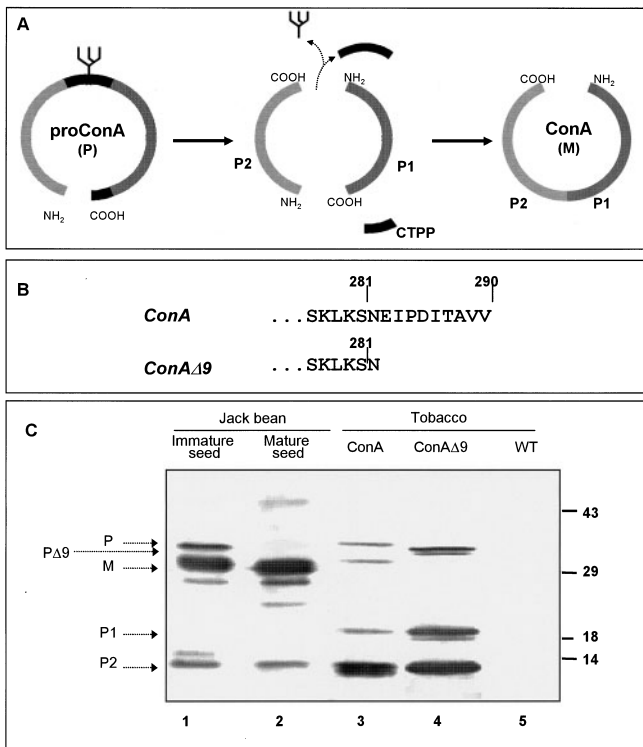 A
COOH
NH2
COOH
NH2
proConA
(P)
P2
P1
ConA
(M)
NH2
COOH
NH2
COOH
P2
P1
CTPP
B
281
290
ConA
...SKLKSNEIPDITAVV
281
ConAΔ9
...SKLKSN
C
Jack bean
Tobacco
Immature
seed
Mature
seed
ConA
ConAΔ9
WT
P
PΔ9
M
P1
P2
43
29
18
14
1
2
3
4
5